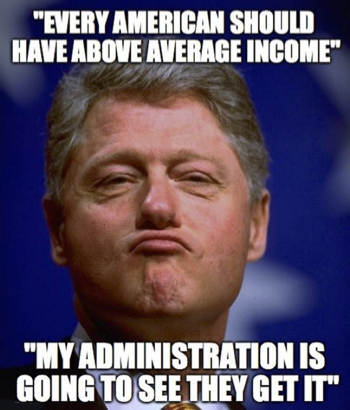 "EVERY AMERICAN SHOULD
HAVE ABOVE AVERAGE INCOME"
"MY ADMINISTRATION IS
GOING TO SEE THEY GET IT"